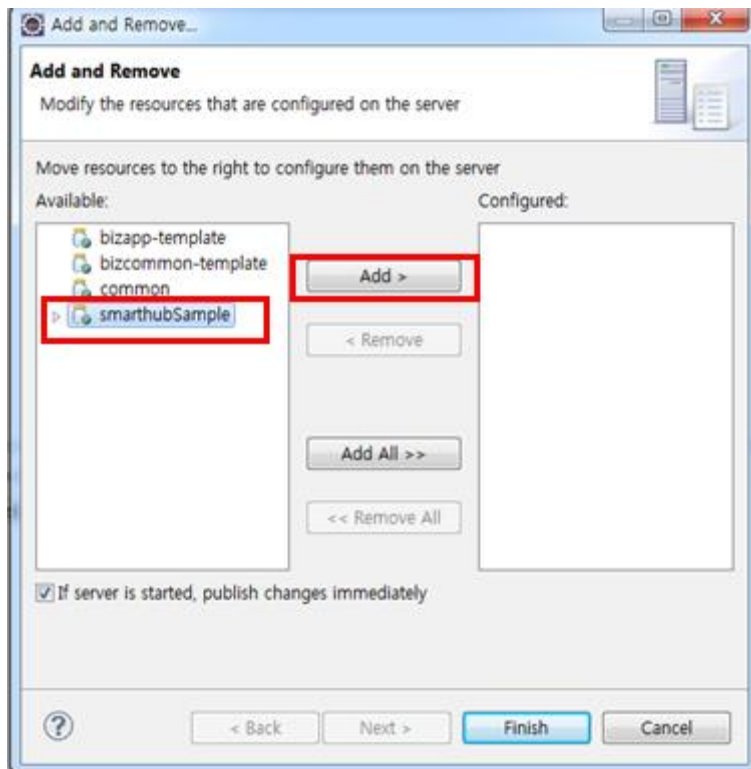 Add and Remove...
Add and Remove
Modify the resources that are configured on the server
Move resources to the right to configure them on the server
Available:
Configured:
bizapp-template
bizcommon-template
common
smarthubSample
Add >
< Remove
Add All >>
<< Remove All
If server is started, publish changes immediately
< Back
Next >
Finish
Cancel